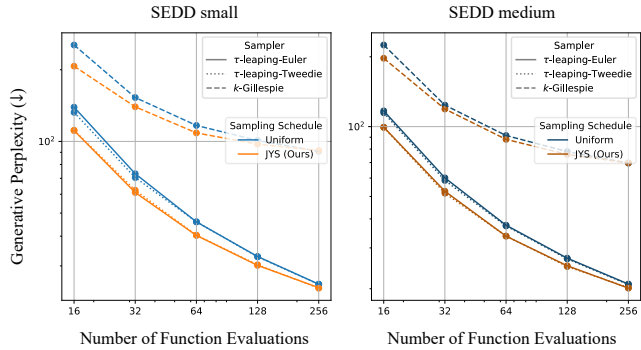 SEDD small
SEDD medium
Generative Perplexity (↓)
10²
Sampler
τ-leaping-Euler
τ-leaping-Tweedie
k-Gillespie
Sampling Schedule
Uniform
JYS (Ours)
16
32
64
128
256
Number of Function Evaluations
10²
Sampler
τ-leaping-Euler
τ-leaping-Tweedie
k-Gillespie
Sampling Schedule
Uniform
JYS (Ours)
16
32
64
128
256
Number of Function Evaluations